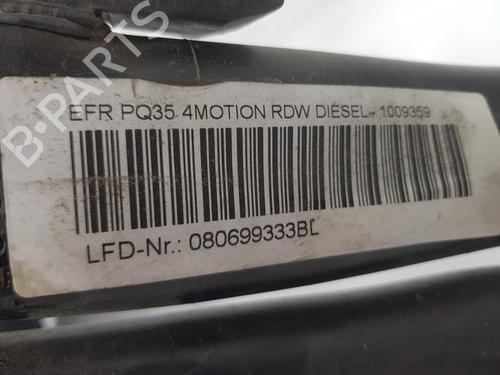 EFR PQ35 4MOTION RDW DIESEL - 1009359
LFD-Nr.: 080699333BL
B-PARTS